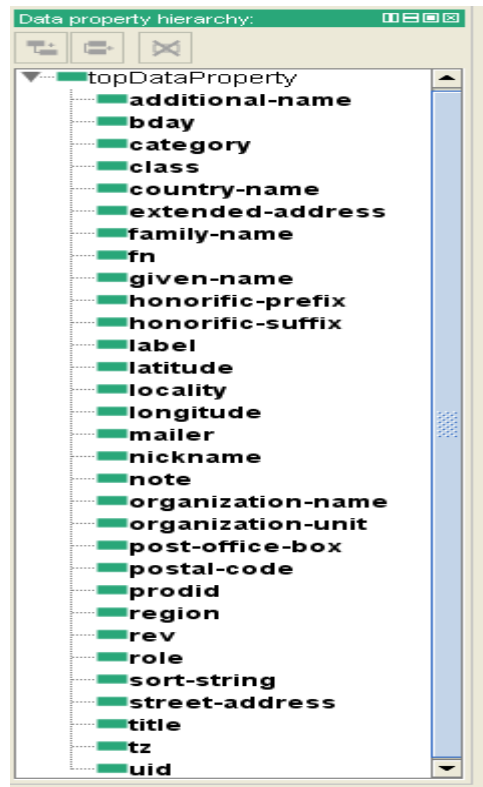 Data property hierarchy:
topDataProperty
additional-name
bday
category
class
country-name
extended-address
family-name
fn
given-name
honorific-prefix
honorific-suffix
label
latitude
locality
longitude
mailer
nickname
note
organization-name
organization-unit
post-office-box
postal-code
prodid
region
rev
role
sort-string
street-address
title
tz
uid